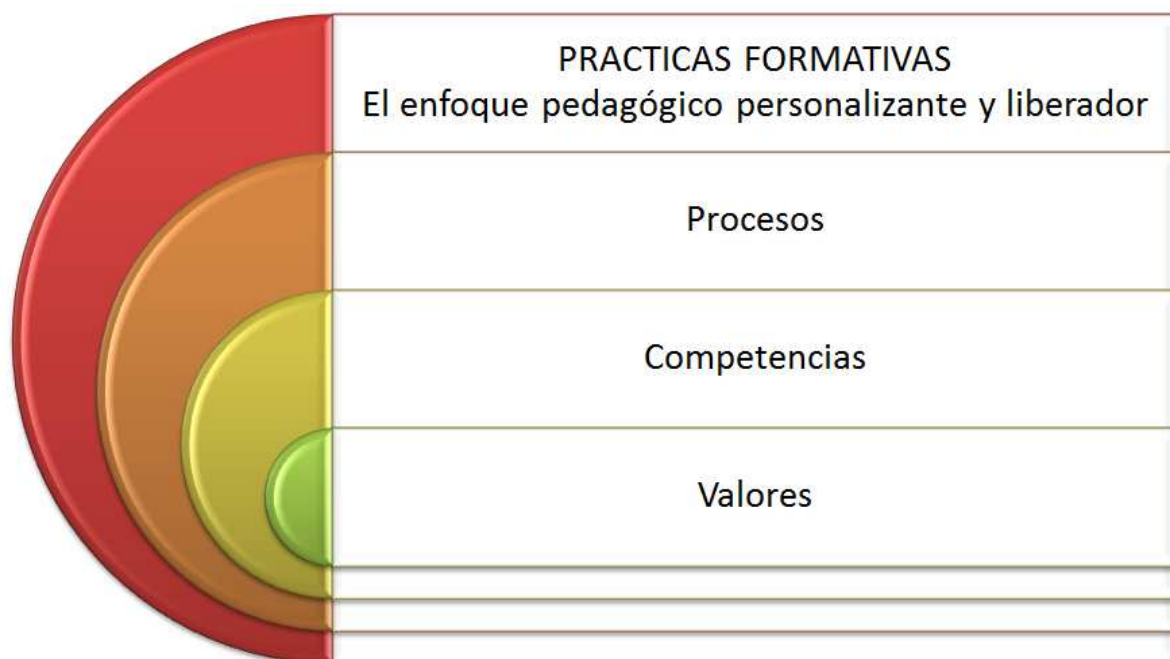 PRACTICAS FORMATIVAS
El enfoque pedagógico personalizante y liberador
Procesos
Competencias
Valores